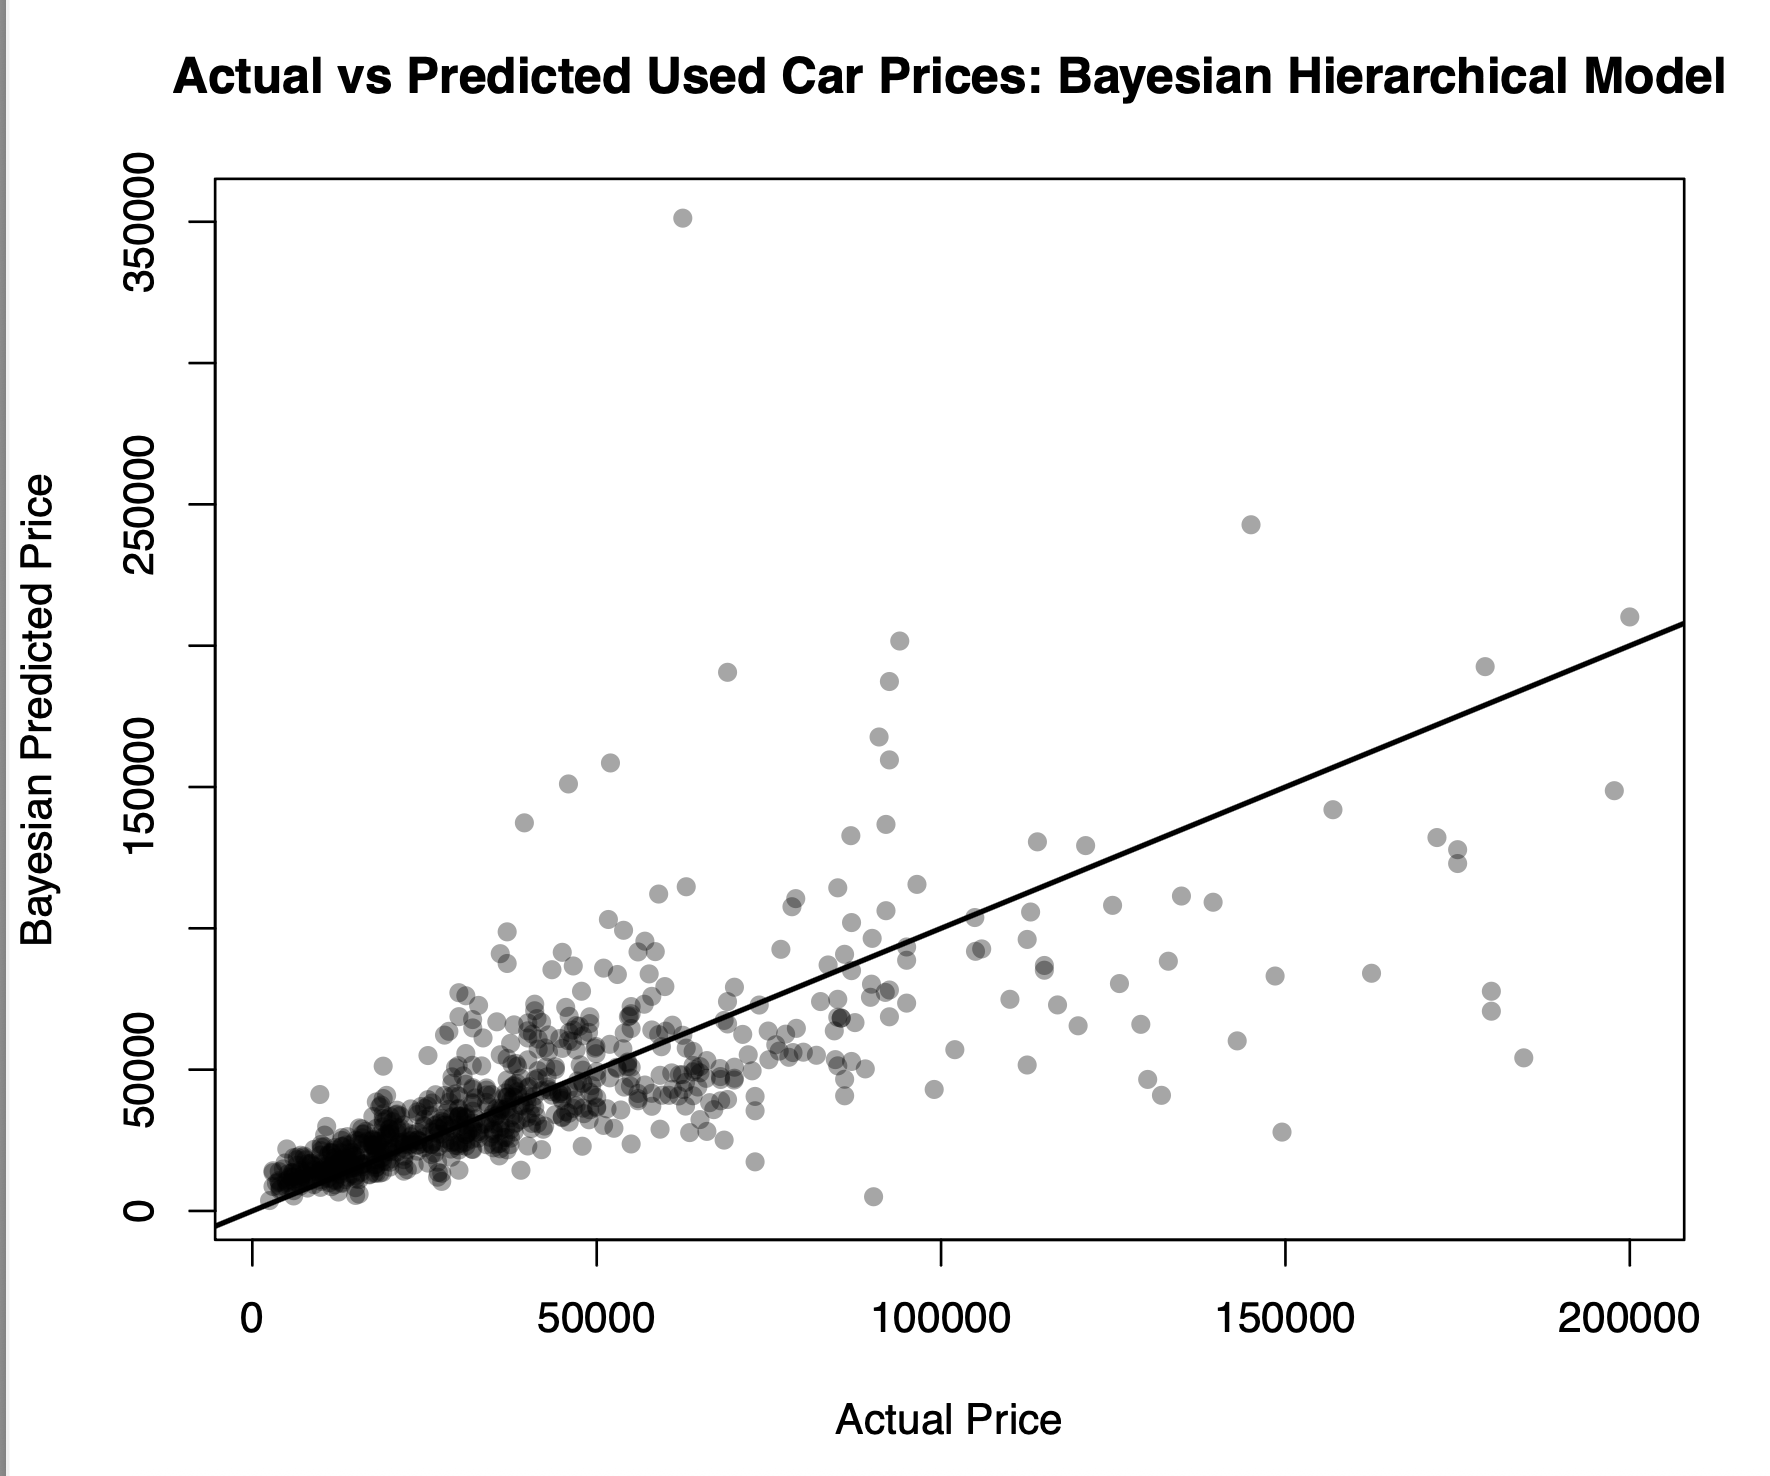 Actual vs Predicted Used Car Prices: Bayesian Hierarchical Model
Bayesian Predicted Price
350000
250000
150000
50000
0
0 50000 100000 150000 200000
Actual Price